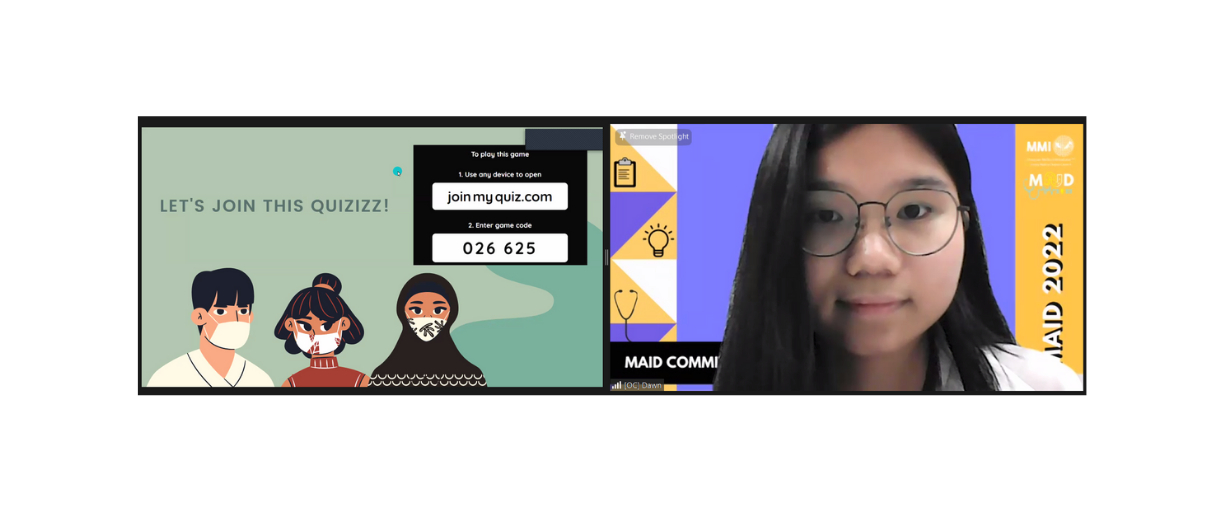 LET'S JOIN THIS QUIZIZZ!
To play this game
1. Use any device to open
joinmyquiz.com
2. Enter game code
026 625
Remove Spotlight
MMI
MAID 2022
MAID COMMI
(OC) Dawn